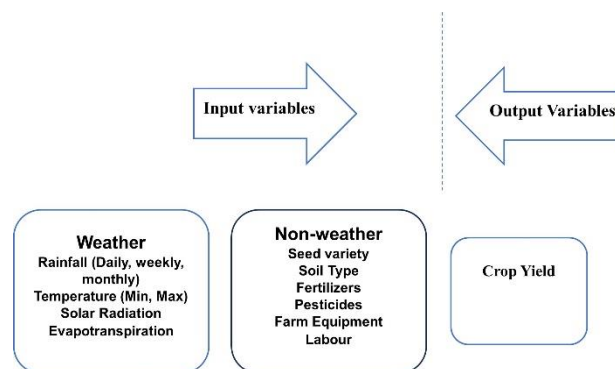 Input variables
Output Variables
Weather
Rainfall (Daily, weekly,
monthly)
Temperature (Min, Max)
Solar Radiation
Evapotranspiration
Non-weather
Seed variety
Soil Type
Fertilizers
Pesticides
Farm Equipment
Labour
Crop Yield